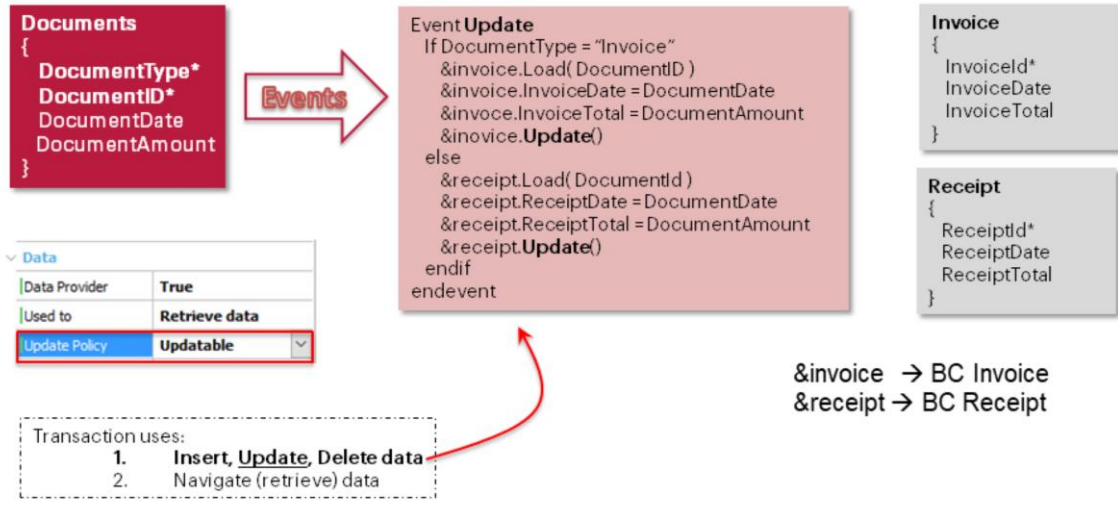 Documents
{
DocumentType*
DocumentID*
DocumentDate
DocumentAmount
}
Events
Event Update
If DocumentType = “Invoice”
&invoice.Load( DocumentID )
&invoice.InvoiceDate = DocumentDate
&invoce.InvoiceTotal = DocumentAmount
&inovice.Update()
else
&receipt.Load( DocumentId )
&receipt.ReceiptDate = DocumentDate
&receipt.ReceiptTotal = DocumentAmount
&receipt.Update()
endif
endevent
Invoice
{
InvoiceId*
InvoiceDate
InvoiceTotal
}
Receipt
{
ReceiptId*
ReceiptDate
ReceiptTotal
}
Data
Data Provider True
Used to Retrieve data
Update Policy Updatable
&invoice → BC Invoice
&receipt → BC Receipt
Transaction uses:
1. Insert, Update, Delete data
2. Navigate (retrieve) data